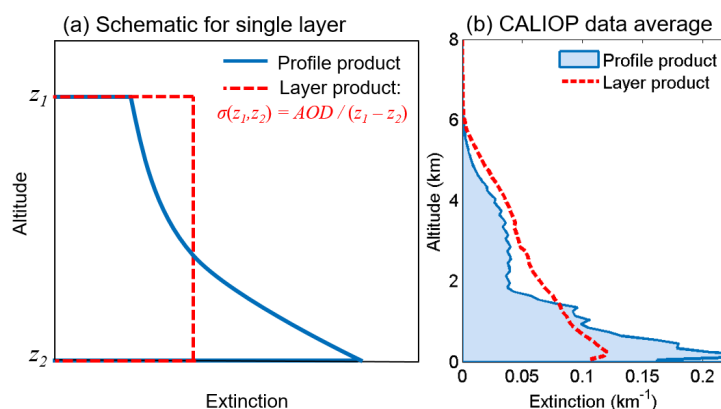 (a) Schematic for single layer
Profile product
Layer product:
σ(z₁,z₂) = AOD / (z₁ – z₂)
z₁
Altitude
z₂
Extinction
(b) CALIOP data average
Profile product
Layer product
8
6
4
2
0
Altitude (km)
0
0.05
0.1
0.15
0.2
Extinction (km⁻¹)